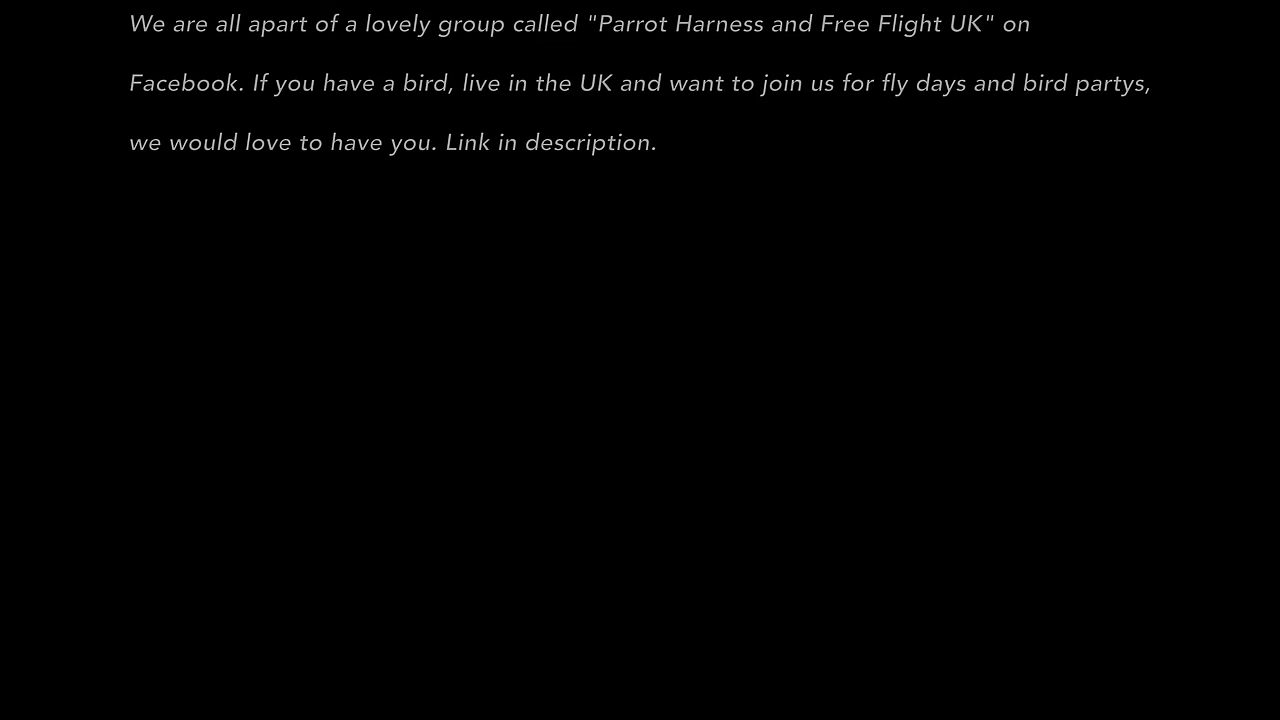 We are all apart of a lovely group called "Parrot Harness and Free Flight UK" on
Facebook. If you have a bird, live in the UK and want to join us for fly days and bird partys,
we would love to have you. Link in description.